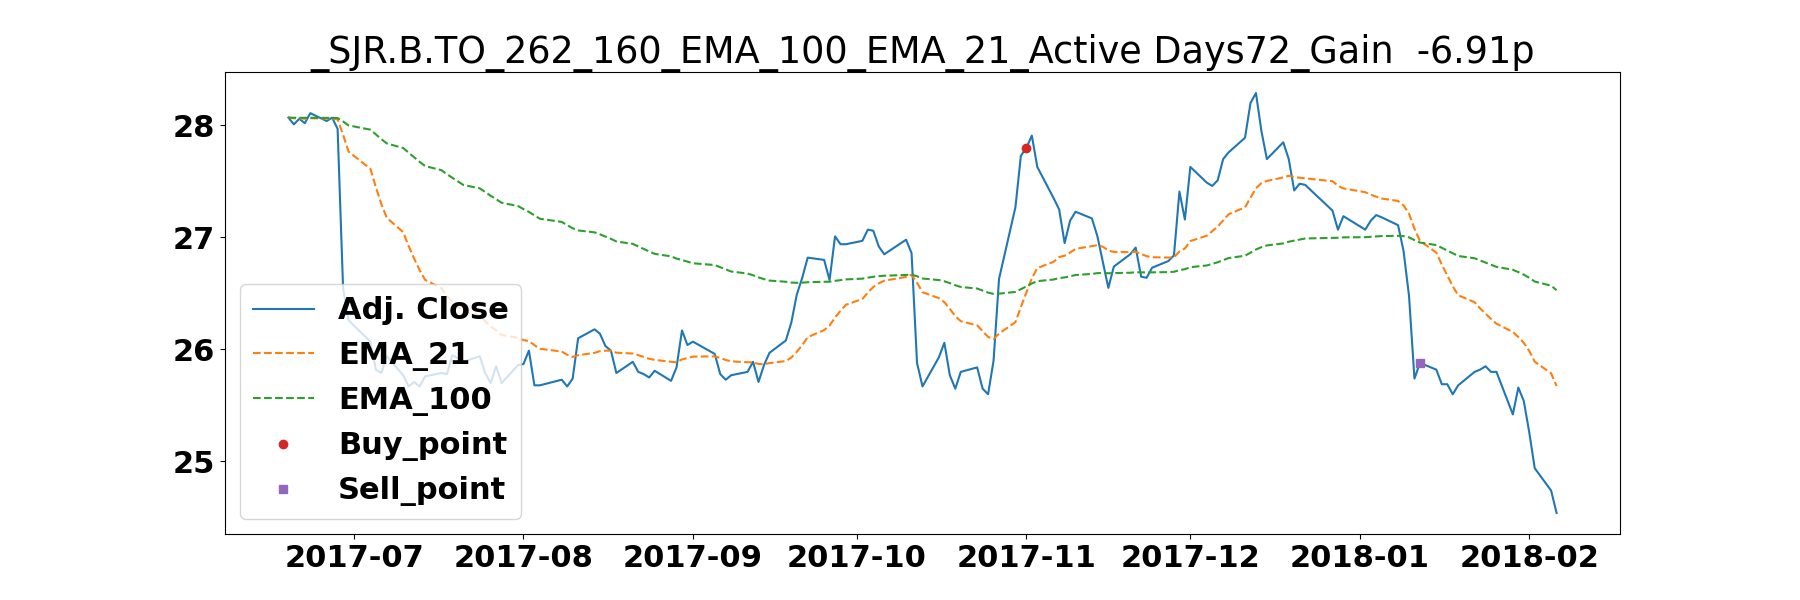 _SJR.B.TO_262_160_EMA_100_EMA_21_Active Days72_Gain  -6.91p
28
27
26
25
Adj. Close
EMA_21
EMA_100
Buy_point
Sell_point
2017-07 2017-08 2017-09 2017-10 2017-11 2017-12 2018-01 2018-02